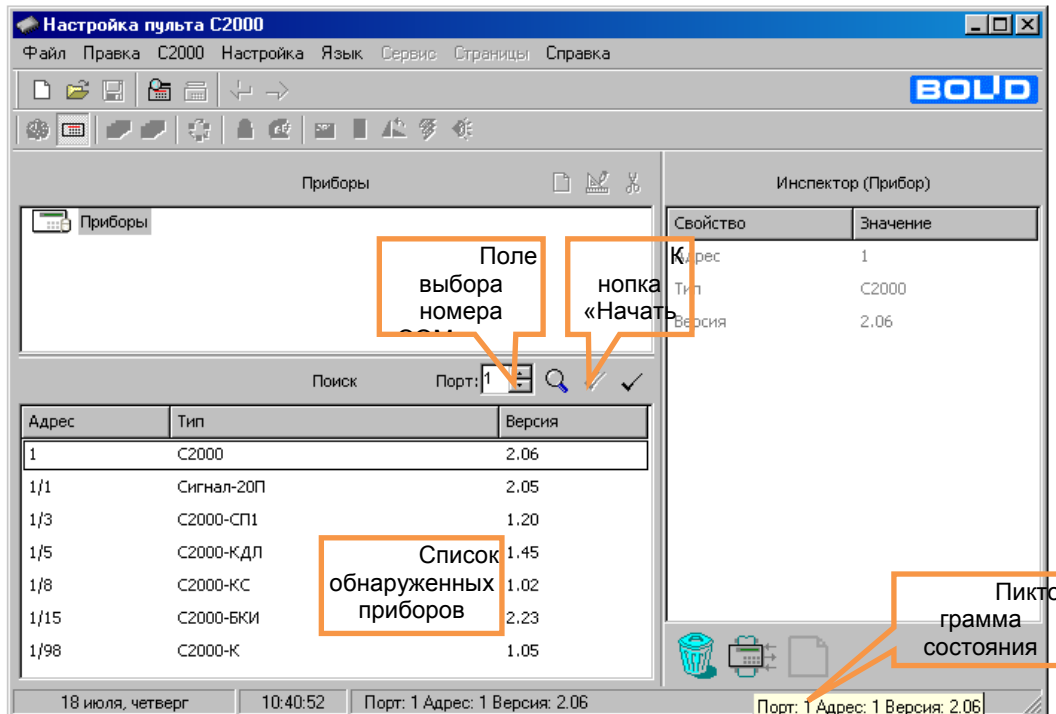 Настройка пульта С2000
Файл Правка С2000 Настройка Язык Сервис Страницы Справка
BOLID
Приборы
Инспектор (Прибор)
Приборы
Свойство Значение
Адрес 1
Тип С2000
Версия 2.06
Поле
выбора
номера
К
нопка
«Начать
Поиск Порт: 1
Адрес Тип Версия
1 С2000 2.06
1/1 Сигнал-20П 2.05
1/3 С2000-СП1 1.20
1/5 С2000-КДЛ 1.45
1/8 С2000-КС 1.02
1/15 С2000-БКИ 2.23
1/98 С2000-К 1.05
Список
обнаруженных
приборов
Пикто
грамма
состояния
18 июля, четверг 10:40:52 Порт: 1 Адрес: 1 Версия: 2.06
Порт: 1 Адрес: 1 Версия: 2.06